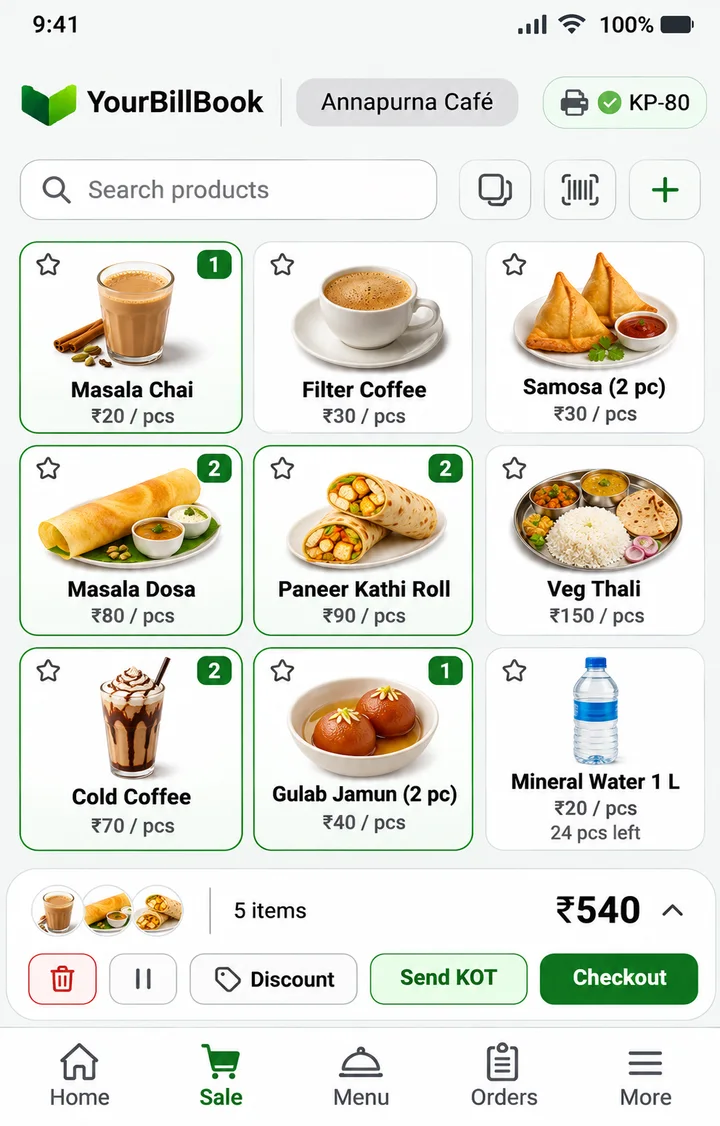 9:41
100%
YourBillBook
Annapurna Café
KP-80
Search products
1
Masala Chai
₹20 / pcs
Filter Coffee
₹30 / pcs
Samosa (2 pc)
₹30 / pcs
2
Masala Dosa
₹80 / pcs
2
Paneer Kathi Roll
₹90 / pcs
Veg Thali
₹150 / pcs
2
Cold Coffee
₹70 / pcs
1
Gulab Jamun (2 pc)
₹40 / pcs
Mineral Water 1 L
₹20 / pcs
24 pcs left
5 items
₹540
Discount
Send KOT
Checkout
Home
Sale
Menu
Orders
More